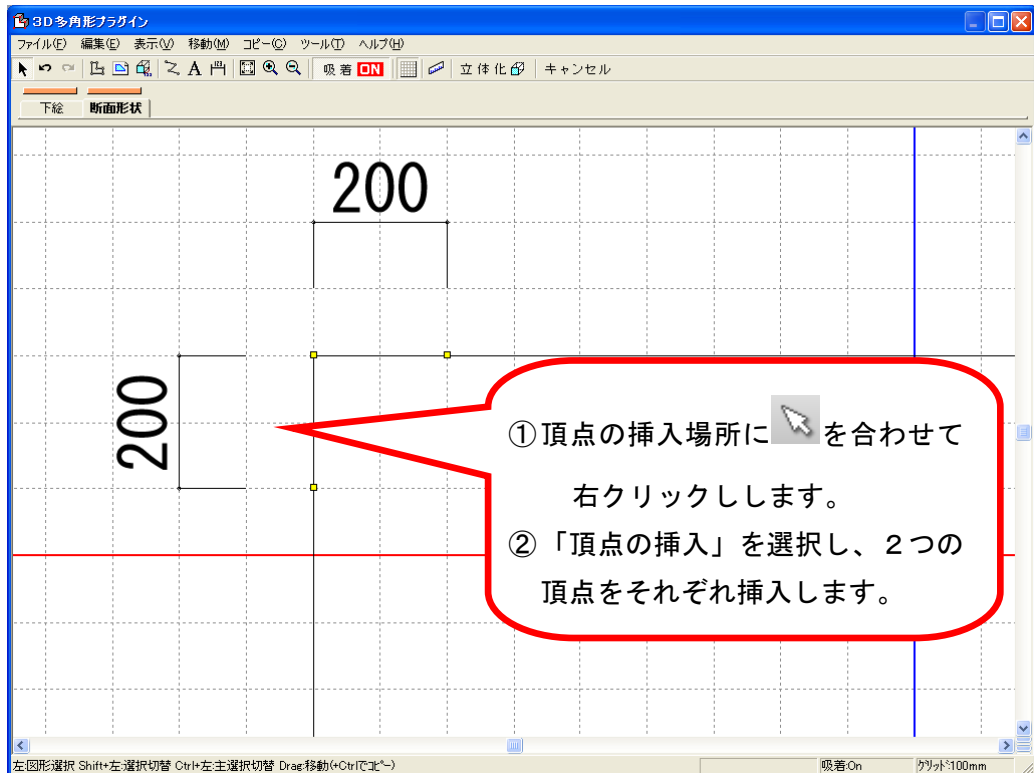 3D多角形プラグイン
ファイル(F) 編集(E) 表示(V) 移動(M) コピー(C) ツール(T) ヘルプ(H)
A 吸着 ON 立体化 キャンセル
下絵 断面形状
200
200
①頂点の挿入場所に を合わせて
右クリックしします。
②「頂点の挿入」を選択し、２つの
頂点をそれぞれ挿入します。
左:図形選択 Shift+左:選択切替 Ctrl+左:主選択切替 Drag:移動(+Ctrlでｺﾋﾟｰ) 吸着:On ｸﾞﾘｯﾄﾞ:100mm